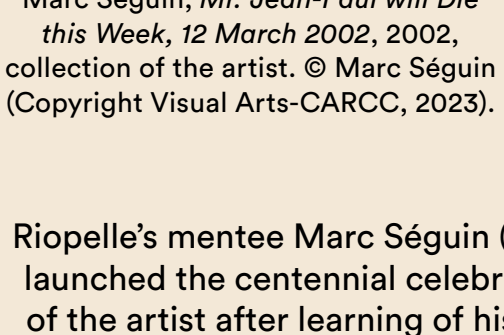 Marc Séguin, Mr. Jean-Paul Will Die
this Week, 12 March 2002, 2002,
collection of the artist. © Marc Séguin
(Copyright Visual Arts-CARCC, 2023).
Riopelle’s mentee Marc Séguin (
launched the centennial celebr
of the artist after learning of his